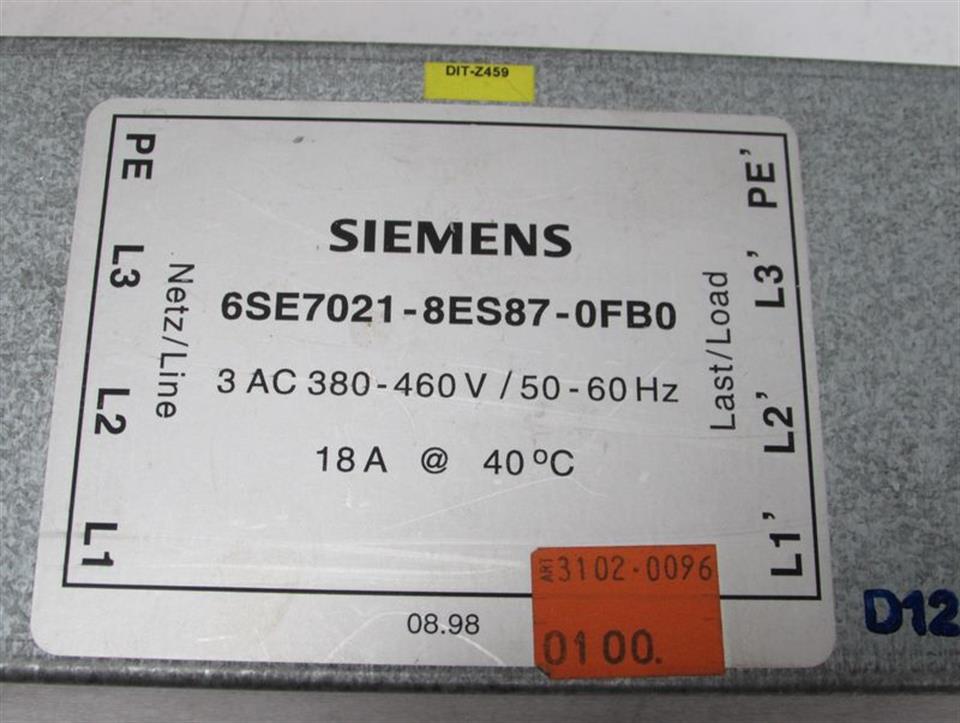 DIT-Z459
PE
L3
L2
L1
Netz/Line
SIEMENS
6SE7021-8ES87-0FB0
3 AC 380-460 V / 50-60 Hz
18 A @ 40 ºC
Last/Load
PE'
L3'
L2'
L1'
08.98
ART 3102-0096
01 00.
D12